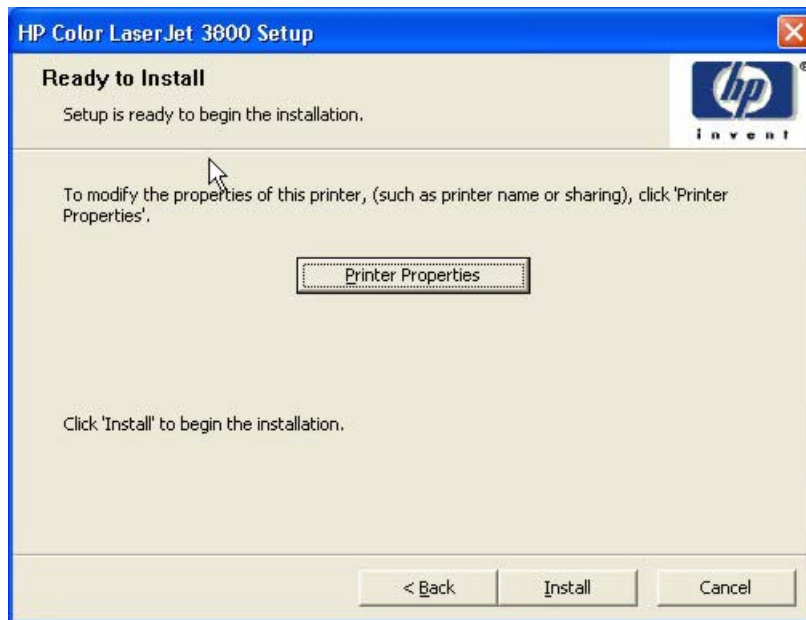 HP Color LaserJet 3800 Setup
Ready to Install
Setup is ready to begin the installation.
hp
invent
To modify the properties of this printer, (such as printer name or sharing), click 'Printer
Properties'.
Printer Properties
Click 'Install' to begin the installation.
< Back
Install
Cancel